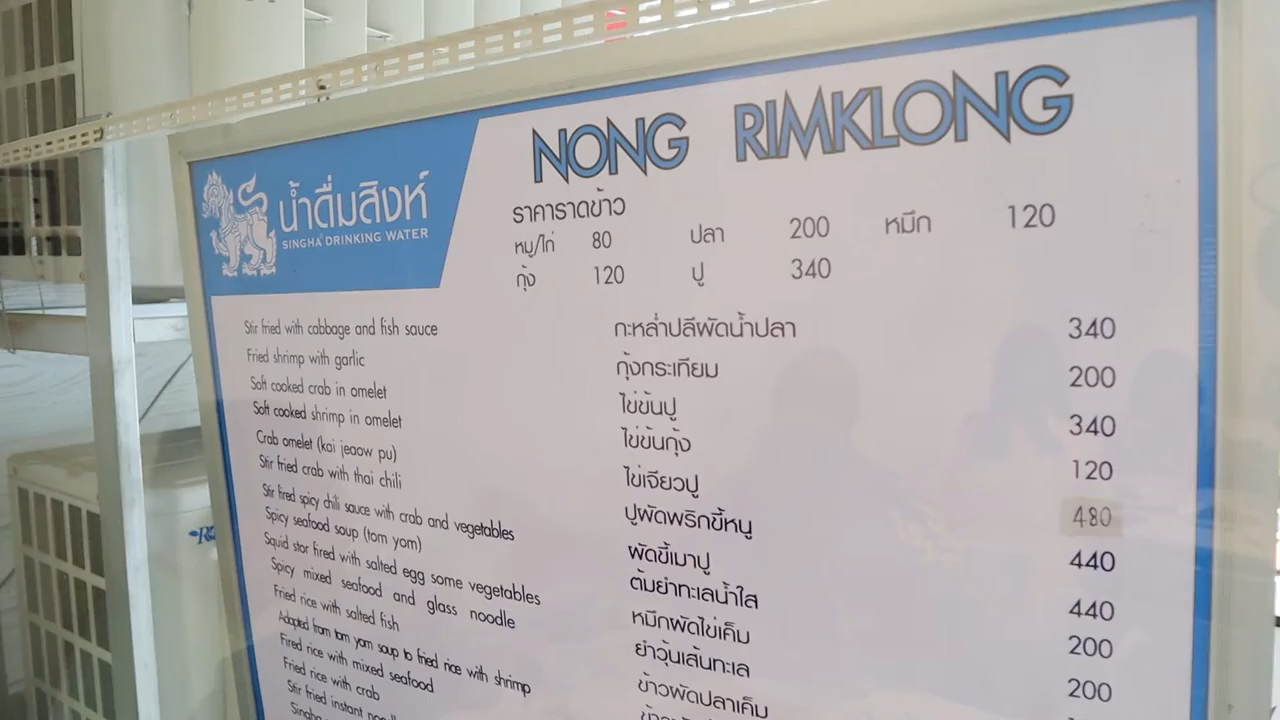 NONG RIMKLONG
น้ำดื่มสิงห์
SINGHA DRINKING WATER
ราคาราดข้าว
หมู/ไก่ 80 ปลา 200 หมึก 120
กุ้ง 120 ปู 340
Stir fried with cabbage and fish sauce กะหล่ำปลีผัดน้ำปลา 340
Fried shrimp with garlic กุ้งกระเทียม 200
Soft cooked crab in omelet ไข่ข้นปู 340
Soft cooked shrimp in omelet ไข่ข้นกุ้ง 120
Crab omelet (kai jeaow pu) ไข่เจียวปู 480
Stir fried crab with thai chili ปูผัดพริกขี้หนู 440
Stir fired spicy chili sauce with crab and vegetables ผัดขี้เมาปู 440
Spicy seafood soup (tom yom) ต้มยำทะเลน้ำใส 200
Squid stor fired with salted egg some vegetables หมึกผัดไข่เค็ม 200
Spicy mixed seafood and glass noodle ยำวุ้นเส้นทะเล
Fried rice with salted fish ข้าวผัดปลาเค็ม
Adapted from tom yam soup to fried rice with shrimp
Fired rice with mixed seafood
Fried rice with crab
Stir fried instant